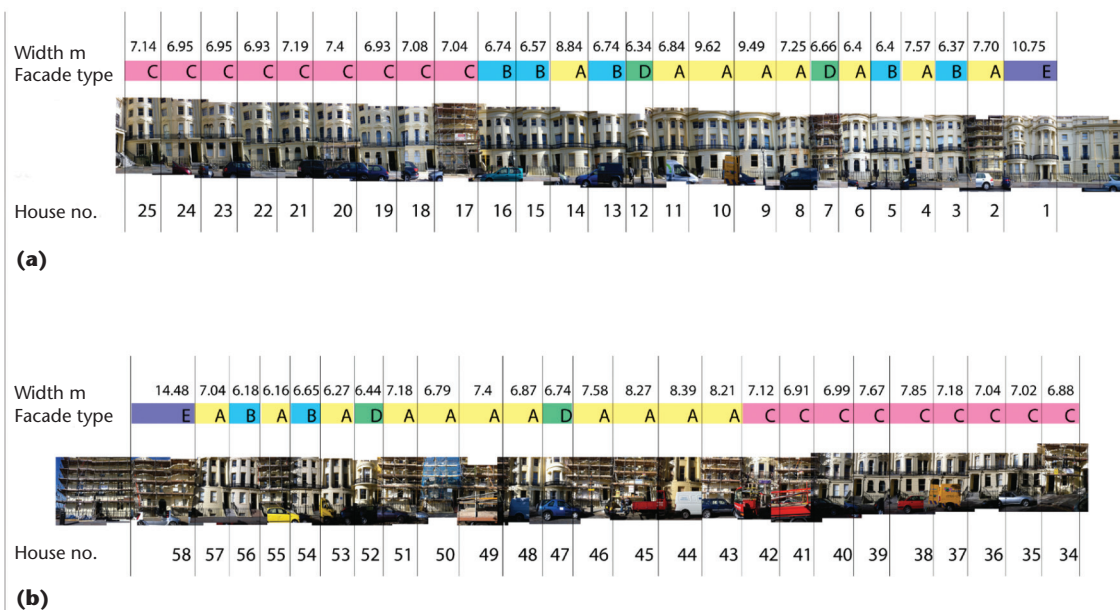 Width m 7.14 6.95 6.95 6.93 7.19 7.4 6.93 7.08 7.04 6.74 6.57 8.84 6.74 6.34 6.84 9.62 9.49 7.25 6.66 6.4 6.4 7.57 6.37 7.70 10.75
Facade type C C C C C C C C C B B A B D A A A A D A B A B A E
House no. 25 24 23 22 21 20 19 18 17 16 15 14 13 12 11 10 9 8 7 6 5 4 3 2 1
(a)
Width m 14.48 7.04 6.18 6.16 6.65 6.27 6.44 7.18 6.79 7.4 6.87 6.74 7.58 8.27 8.39 8.21 7.12 6.91 6.99 7.67 7.85 7.18 7.04 7.02 6.88
Facade type E A B A B A D A A A A D A A A A C C C C C C C C C
House no. 58 57 56 55 54 53 52 51 50 49 48 47 46 45 44 43 42 41 40 39 38 37 36 35 34
(b)